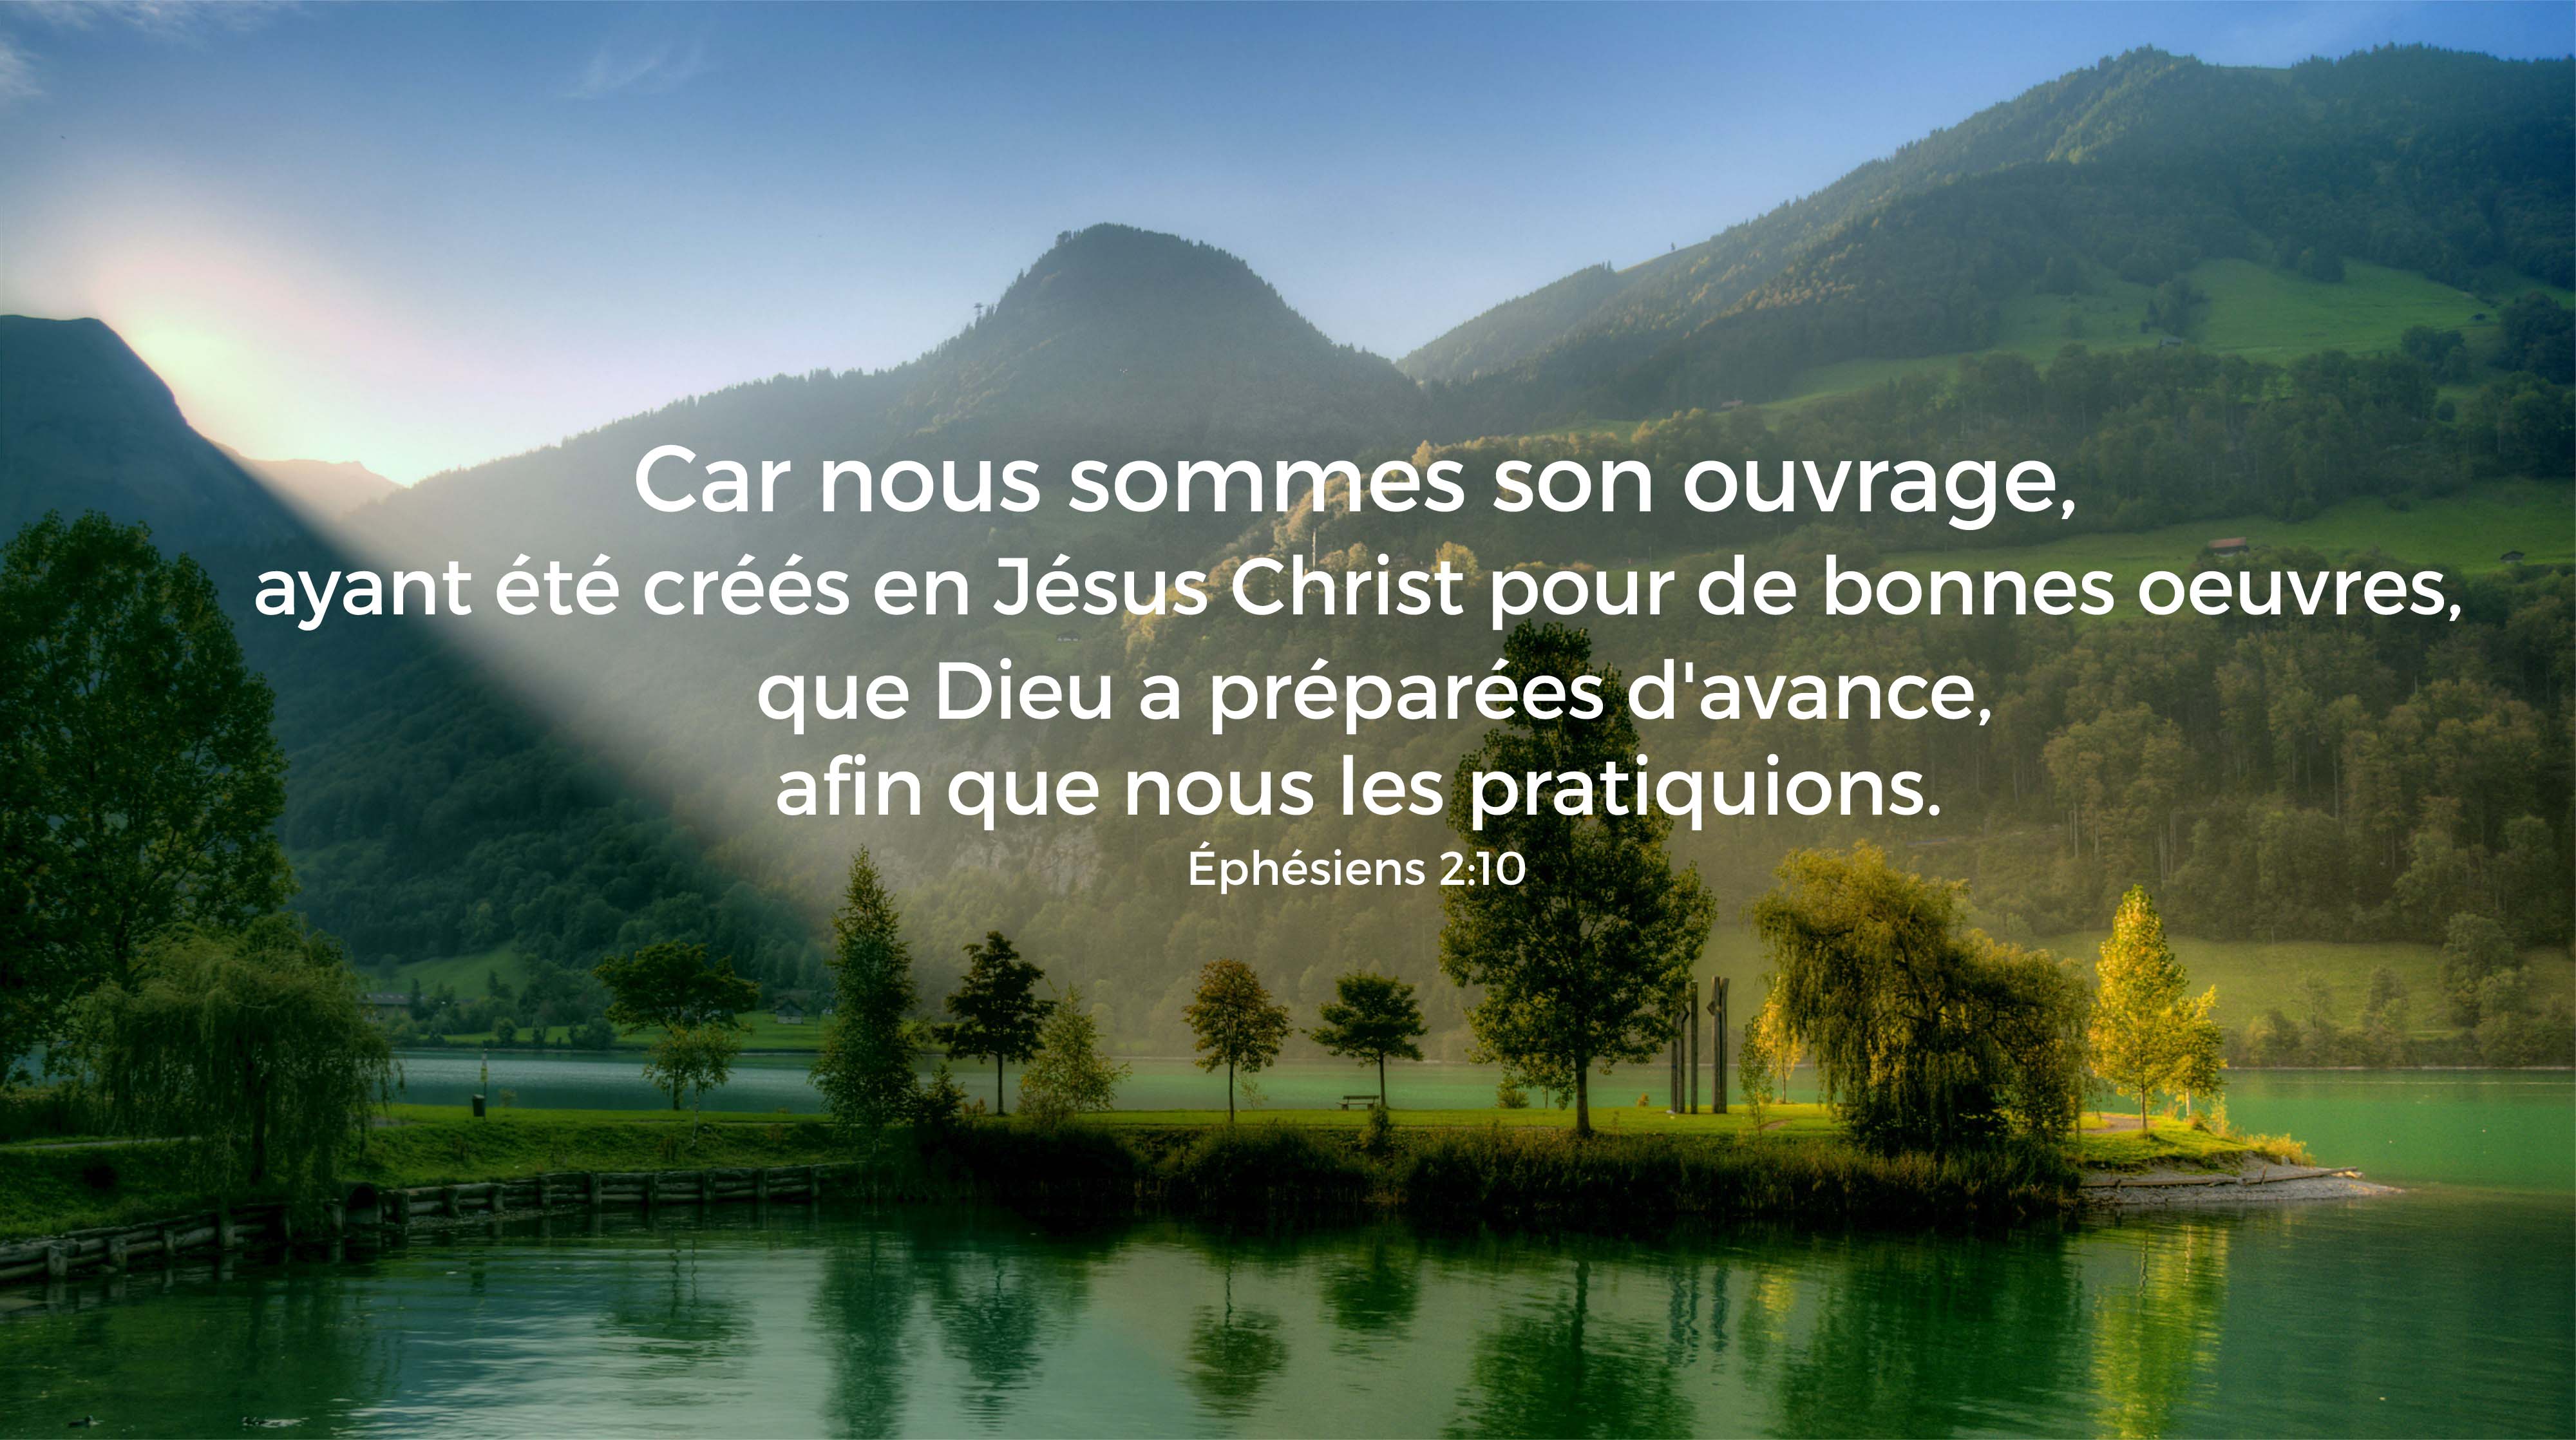 Car nous sommes son ouvrage,
ayant été créés en Jésus Christ pour de bonnes oeuvres,
que Dieu a préparées d'avance,
afin que nous les pratiquions.
Éphésiens 2:10